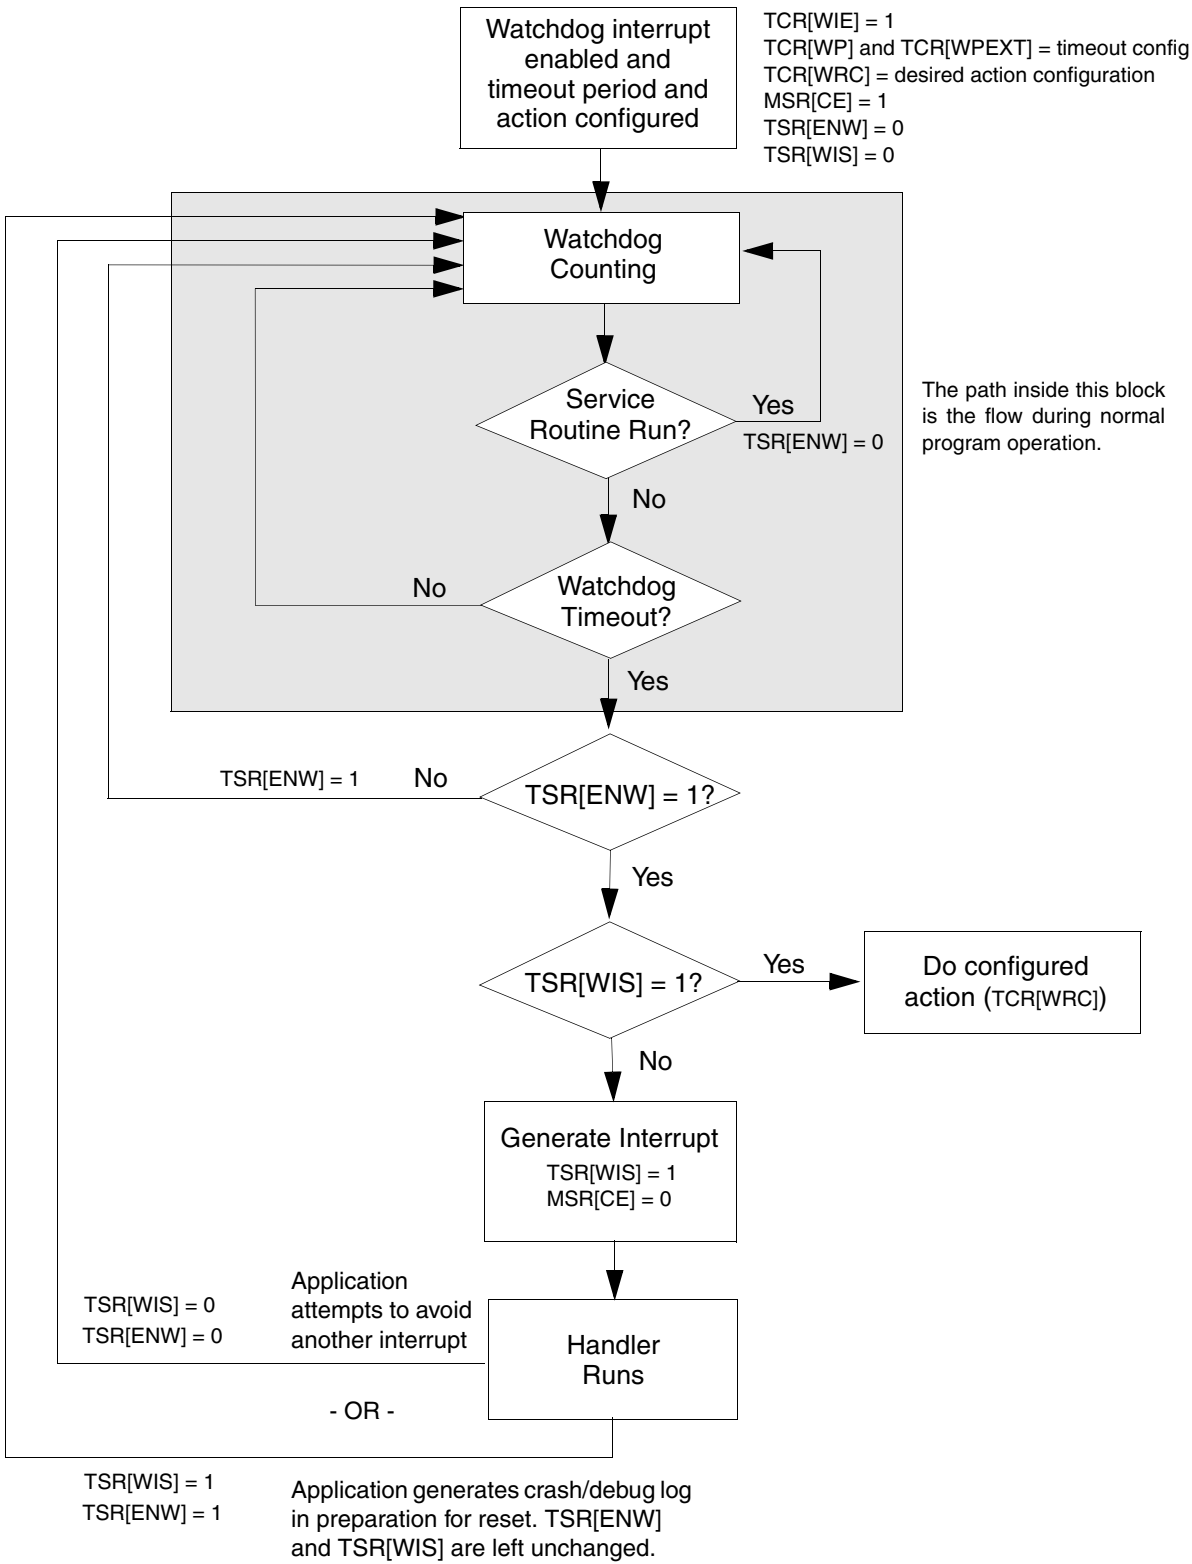 Watchdog interrupt
enabled and
timeout period and
action configured
TCR[WIE] = 1
TCR[WP] and TCR[WPEXT] = timeout config
TCR[WRC] = desired action configuration
MSR[CE] = 1
TSR[ENW] = 0
TSR[WIS] = 0
Watchdog
Counting
Service
Routine Run?
Yes
TSR[ENW] = 0
The path inside this block
is the flow during normal
program operation.
No
Watchdog
Timeout?
No
Yes
TSR[ENW] = 1
No
TSR[ENW] = 1?
Yes
TSR[WIS] = 1?
Yes
Do configured
action (TCR[WRC])
No
Generate Interrupt
TSR[WIS] = 1
MSR[CE] = 0
TSR[WIS] = 0
TSR[ENW] = 0
Application
attempts to avoid
another interrupt
Handler
Runs
- OR -
TSR[WIS] = 1
TSR[ENW] = 1
Application generates crash/debug log
in preparation for reset. TSR[ENW]
and TSR[WIS] are left unchanged.